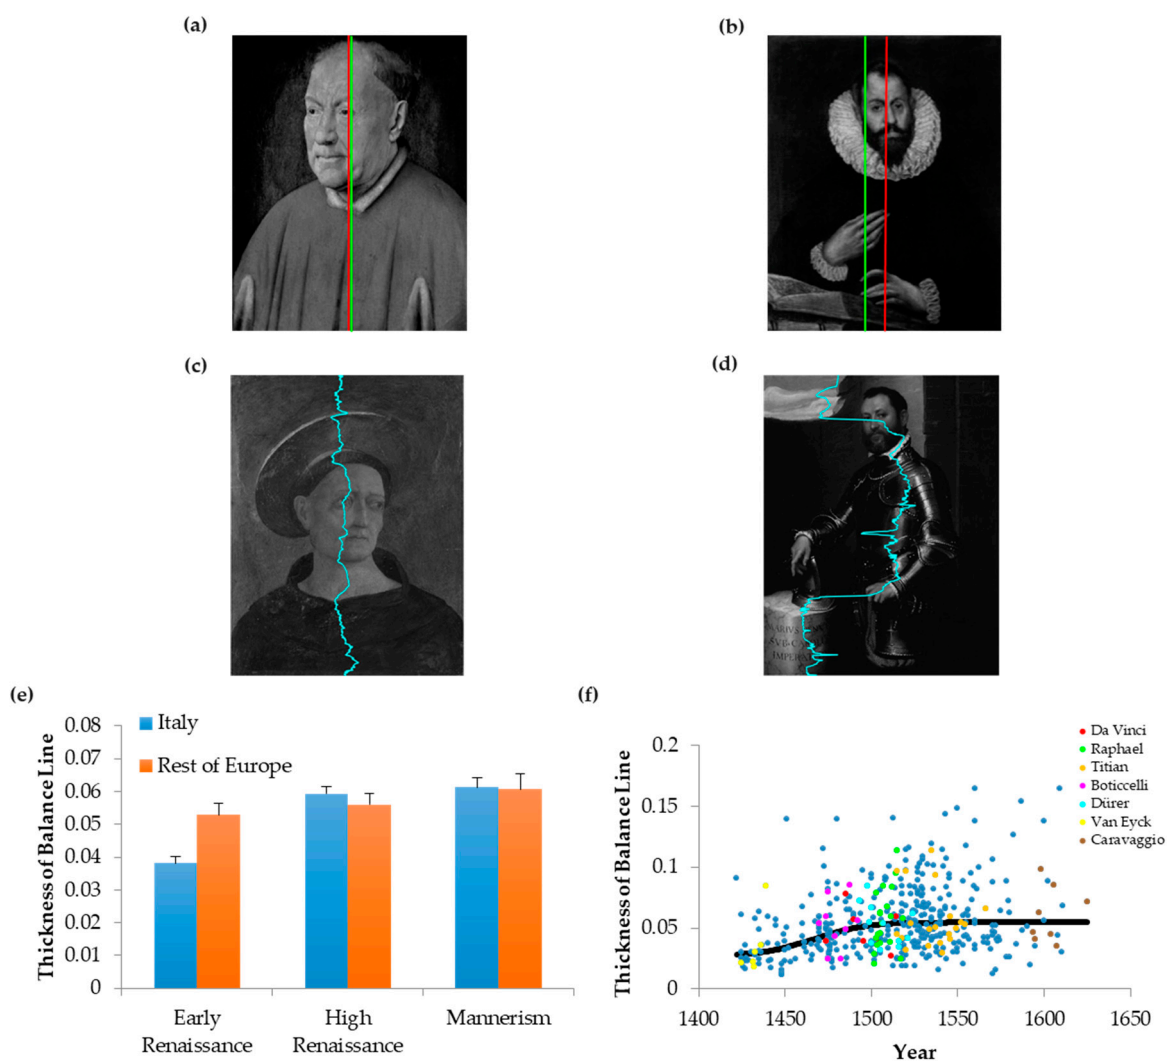 (a)
(b)
(c)
(d)
IMPER
(e)
Italy
Rest of Europe
Thickness of Balance Line
0.08
0.07
0.06
0.05
0.04
0.03
0.02
0.01
0
Early
Renaissance
High
Renaissance
Mannerism
(f)
Da Vinci
Raphael
Titian
Boticcelli
Dürer
Van Eyck
Caravaggio
Thickness of Balance Line
0.2
0.15
0.1
0.05
0
1400
1450
1500
1550
1600
1650
Year